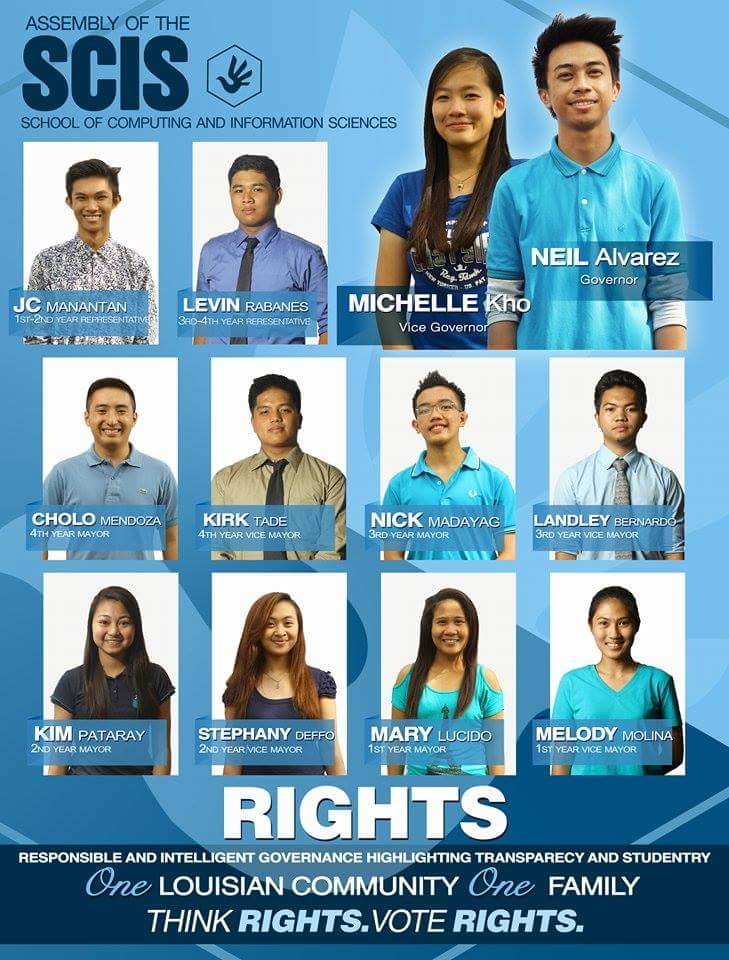 ASSEMBLY OF THE
SCIS
SCHOOL OF COMPUTING AND INFORMATION SCIENCES
NEIL Alvarez
Governor
MICHELLE Kho
Vice Governor
JC MANANTAN
1ST-2ND YEAR REPRESENTATIVE
LEVIN RABANES
3RD-4TH YEAR RERESENTATIVE
CHOLO MENDOZA
4TH YEAR MAYOR
KIRK TADE
4TH YEAR VICE MAYOR
NICK MADAYAG
3RD YEAR MAYOR
LANDLEY BERNARDO
3RD YEAR VICE MAYOR
KIM PATARAY
2ND YEAR MAYOR
STEPHANY DEFFO
2ND YEAR VICE MAYOR
MARY LUCIDO
1ST YEAR MAYOR
MELODY MOLINA
1ST YEAR VICE MAYOR
RIGHTS
RESPONSIBLE AND INTELLIGENT GOVERNANCE HIGHLIGHTING TRANSPARECY AND STUDENTRY
One LOUISIAN COMMUNITY One FAMILY
THINK RIGHTS.VOTE RIGHTS.